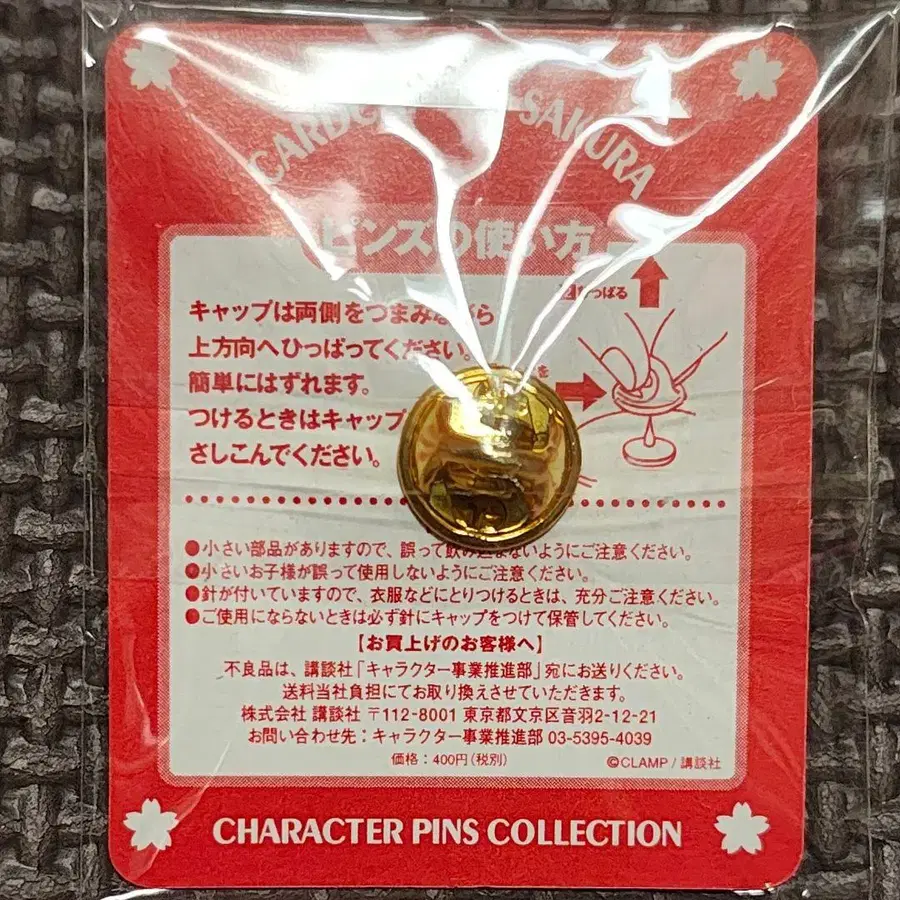 SAKURA
ピンズの使い方
ひっぱる
キャップは両側をつまみながら
上方向へひっぱってください。
簡単にはずれます。
を
つけるときはキャップ
さしこんでください。
●小さい部品がありますので、誤って飲み込まないようにご注意ください。
●小さいお子様が誤って使用しないようにご注意ください。
●針が付いていますので、衣服などにとりつけるときは、充分ご注意ください。
●ご使用にならないときは必ず針にキャップをつけて保管してください。
【お買上げのお客様へ】
不良品は、講談社「キャラクター事業推進部」宛にお送りください。
送料当社負担にてお取り換えさせていただきます。
株式会社 講談社 〒112-8001 東京都文京区音羽2-12-21
お問い合わせ先：キャラクター事業推進部 03-5395-4039
価格：400円(税別)
©CLAMP / 講談社
CHARACTER PINS COLLECTION